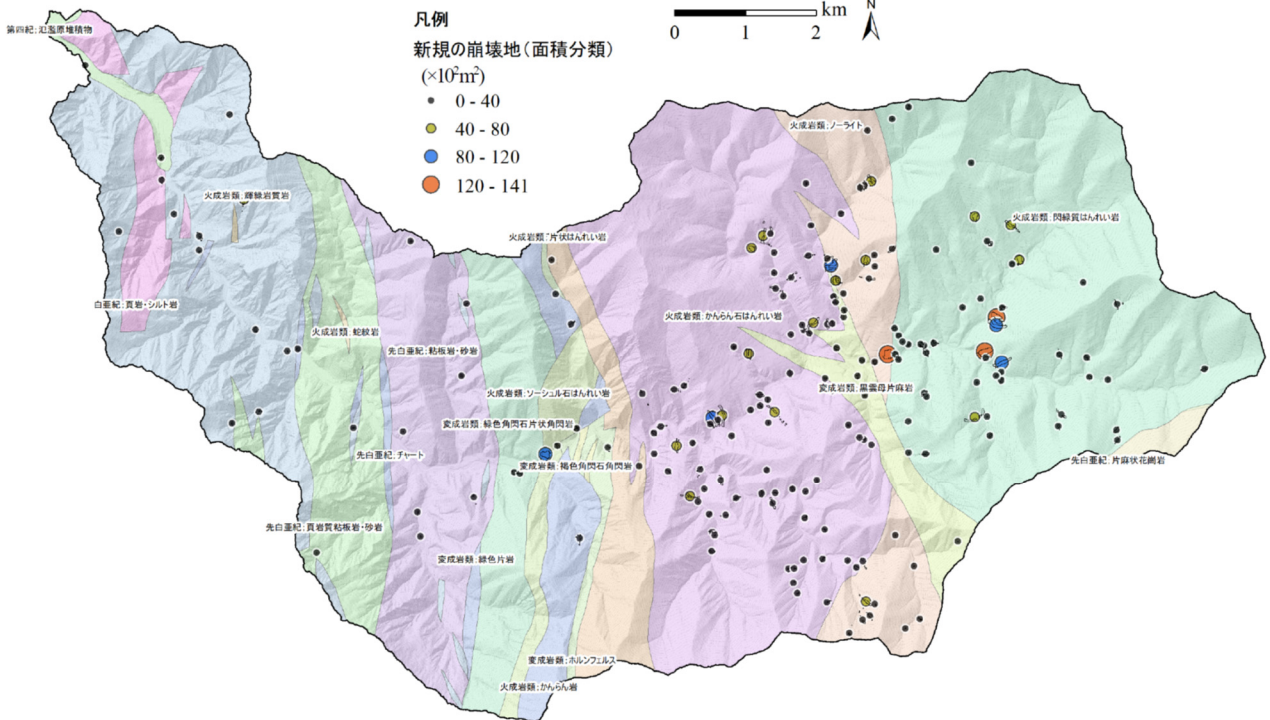 第四紀;氾濫原堆積物
凡例
新規の崩壊地(面積分類)
(×10²m²)
0 - 40
40 - 80
80 - 120
120 - 141
0 1 2 km
N
火成岩類;ノーライト
火成岩類;輝緑岩質岩
火成岩類;閃緑質はんれい岩
火成岩類;片状はんれい岩
白亜紀;頁岩・シルト岩
火成岩類;かんらん石はんれい岩
火成岩類;蛇紋岩
先白亜紀;粘板岩・砂岩
変成岩類;黒雲母片麻岩
火成岩類;ソーシュル石はんれい岩
変成岩類;緑色角閃石片状角閃岩
先白亜紀;チャート
変成岩類;褐色角閃石角閃岩
先白亜紀;片麻状花崗岩
先白亜紀;頁岩質粘板岩・砂岩
変成岩類;緑色片岩
変成岩類;ホルンフェルス
火成岩類;かんらん岩